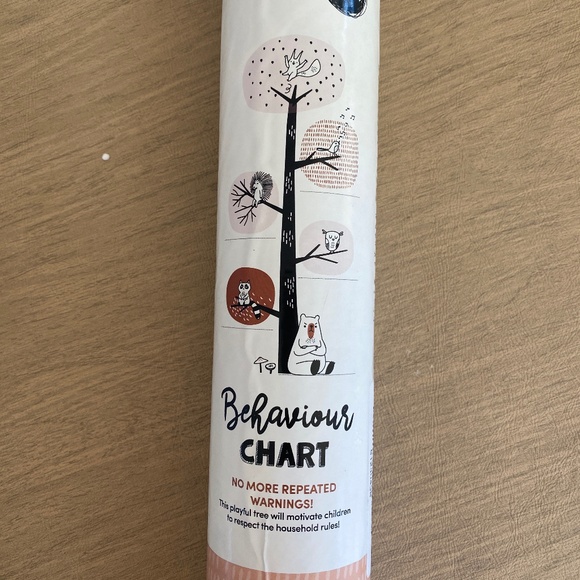 Behaviour
CHART
NO MORE REPEATED
WARNINGS!
This playful tree will motivate children
to respect the household rules!